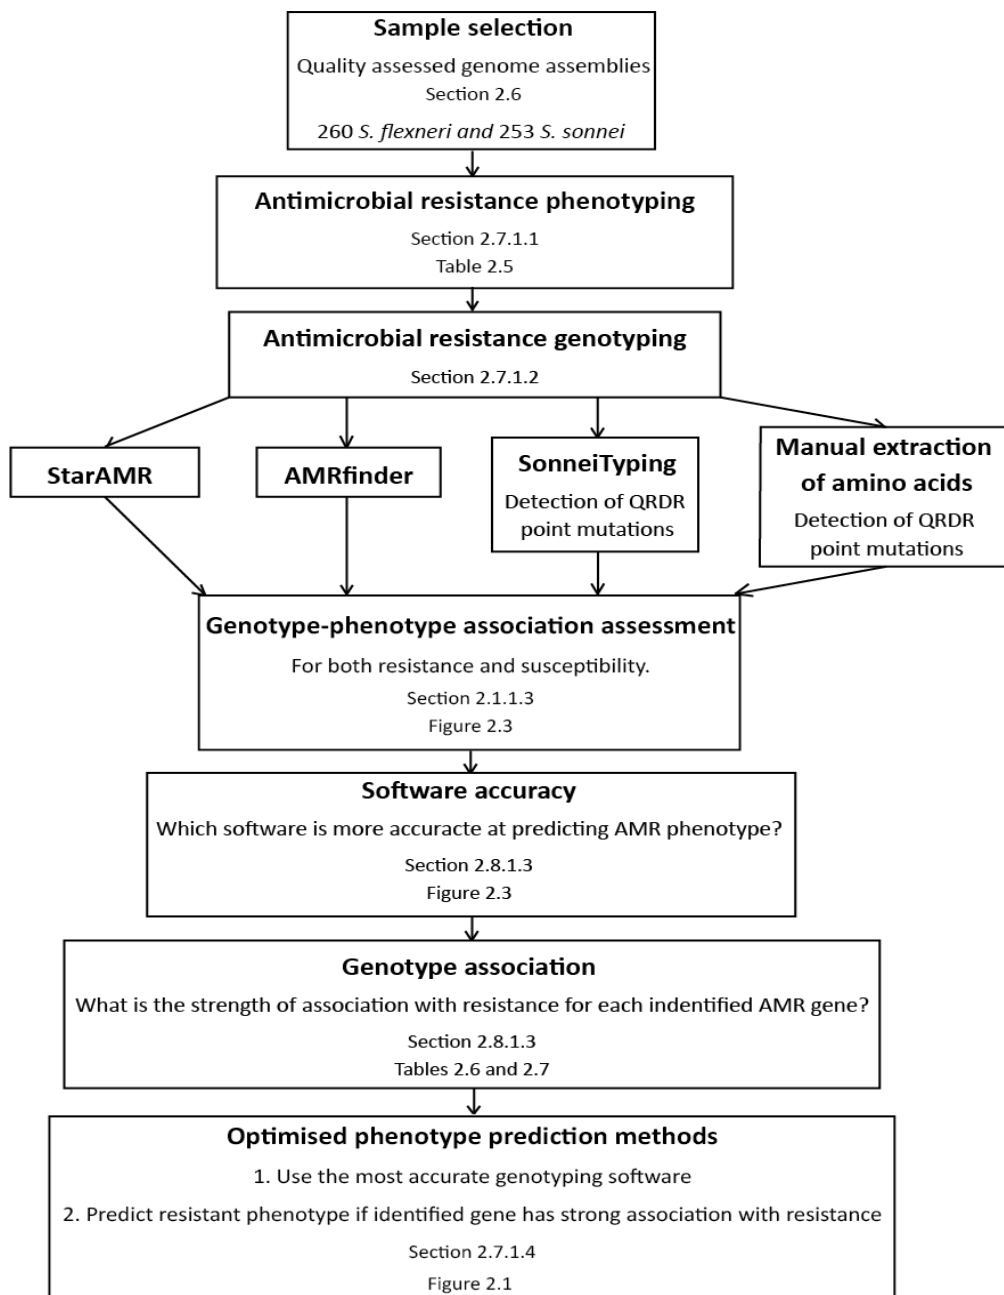 Sample selection
Quality assessed genome assemblies
Section 2.6
260 S. flexneri and 253 S. sonnei
Antimicrobial resistance phenotyping
Section 2.7.1.1
Table 2.5
Antimicrobial resistance genotyping
Section 2.7.1.2
StarAMR
AMRfinder
SonneiTyping
Detection of QRDR
point mutations
Manual extraction
of amino acids
Detection of QRDR
point mutations
Genotype-phenotype association assessment
For both resistance and susceptibility.
Section 2.1.1.3
Figure 2.3
Software accuracy
Which software is more accuracte at predicting AMR phenotype?
Section 2.8.1.3
Figure 2.3
Genotype association
What is the strength of association with resistance for each indentified AMR gene?
Section 2.8.1.3
Tables 2.6 and 2.7
Optimised phenotype prediction methods
1. Use the most accurate genotyping software
2. Predict resistant phenotype if identified gene has strong association with resistance
Section 2.7.1.4
Figure 2.1